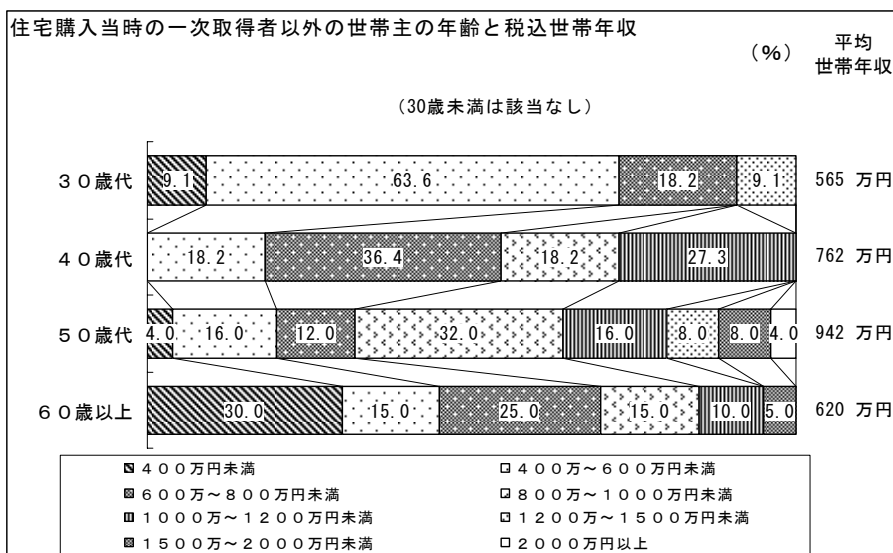 住宅購入当時の一次取得者以外の世帯主の年齢と税込世帯年収
（％）
平均
世帯年収
（30歳未満は該当なし）
３０歳代 9.1 63.6 18.2 9.1 565 万円
４０歳代 18.2 36.4 18.2 27.3 762 万円
５０歳代 4.0 16.0 12.0 32.0 16.0 8.0 8.0 4.0 942 万円
６０歳以上 30.0 15.0 25.0 15.0 10.0 5.0 620 万円
４００万円未満 ４００万～６００万円未満
６００万～８００万円未満 ８００万～１０００万円未満
１０００万～１２００万円未満 １２００万～１５００万円未満
１５００万～２０００万円未満 ２０００万円以上